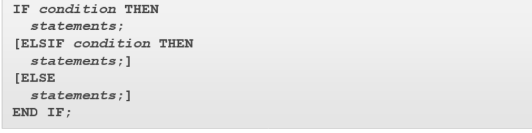 IF condition THEN
  statements;
[ELSIF condition THEN
  statements;]
[ELSE
  statements;]
END IF;